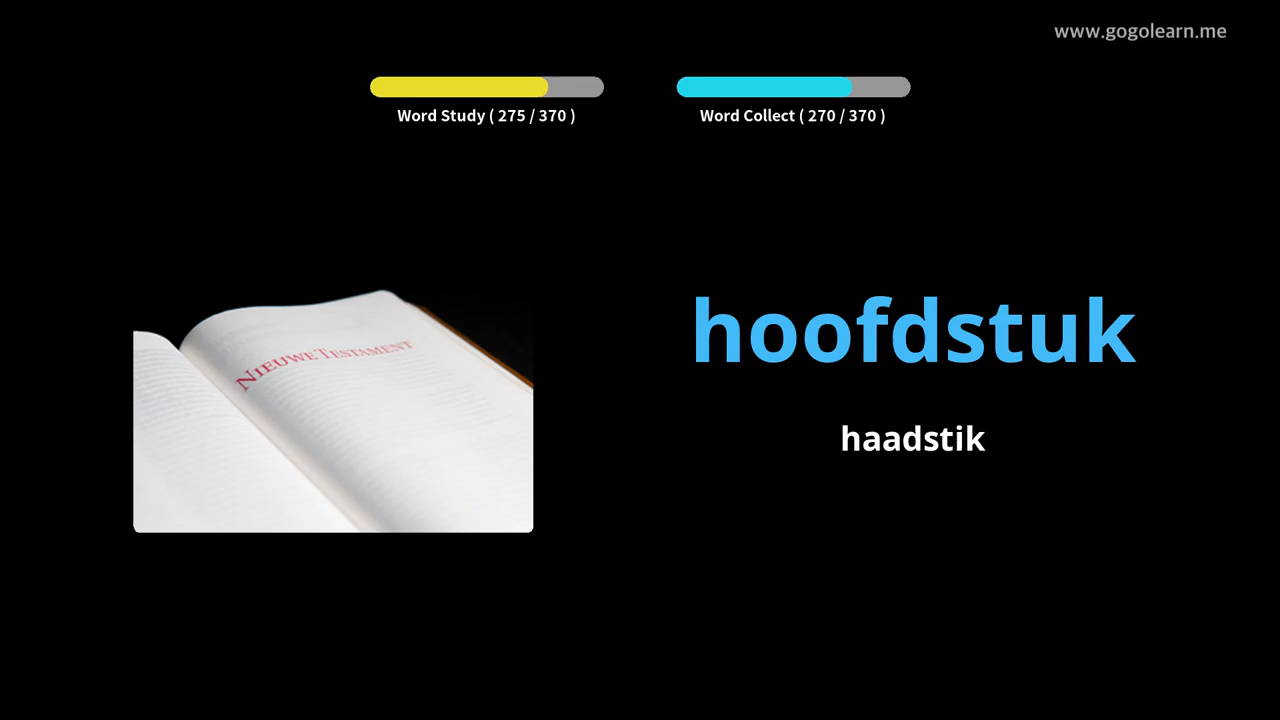 www.gogolearn.me
Word Study ( 275 / 370 )
Word Collect ( 270 / 370 )
NIEUWE TESTAMENT
hoofdstuk
haadstik